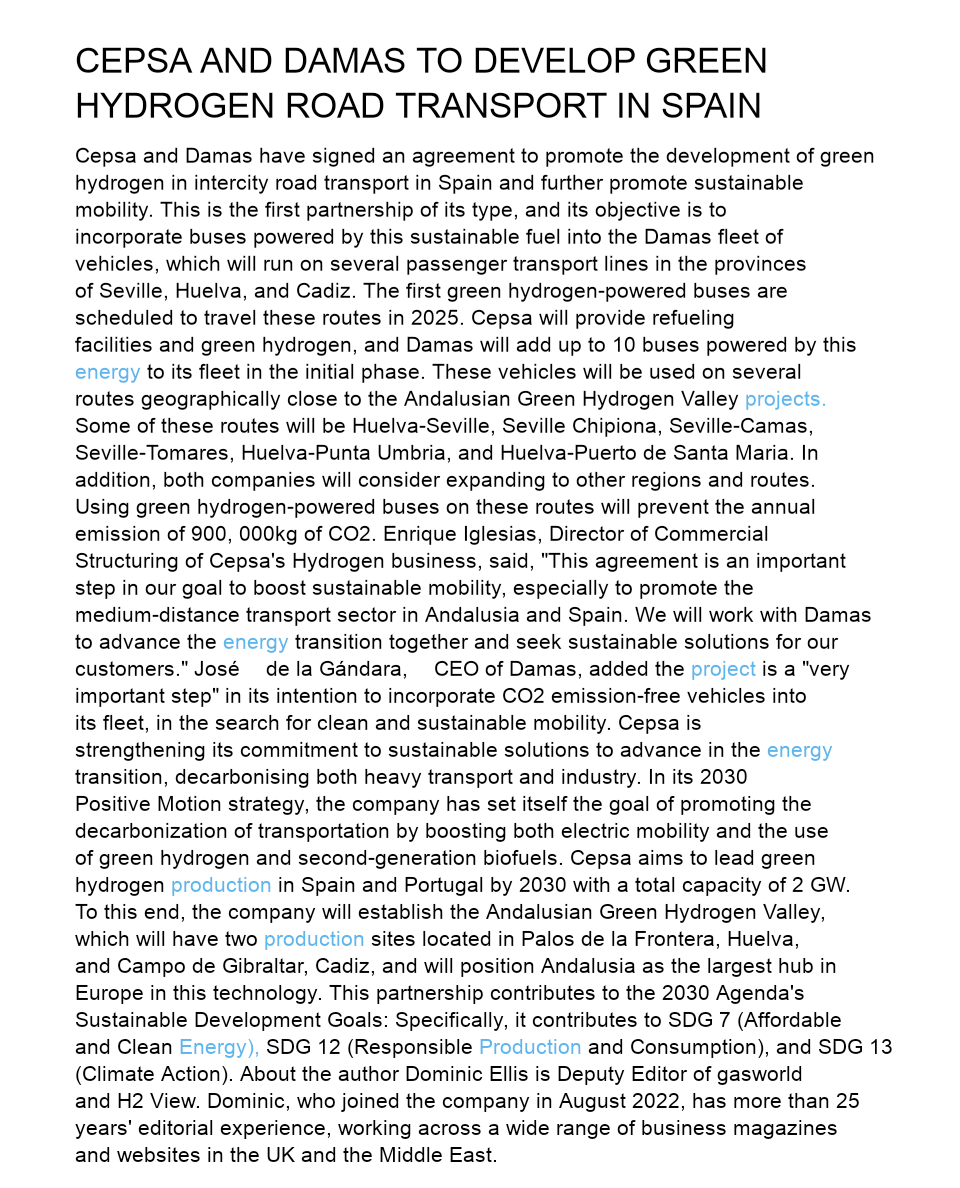 CEPSA AND DAMAS TO DEVELOP GREEN
HYDROGEN ROAD TRANSPORT IN SPAIN
Cepsa and Damas have signed an agreement to promote the development of green
hydrogen in intercity road transport in Spain and further promote sustainable
mobility. This is the first partnership of its type, and its objective is to
incorporate buses powered by this sustainable fuel into the Damas fleet of
vehicles, which will run on several passenger transport lines in the provinces
of Seville, Huelva, and Cadiz. The first green hydrogen-powered buses are
scheduled to travel these routes in 2025. Cepsa will provide refueling
facilities and green hydrogen, and Damas will add up to 10 buses powered by this
energy to its fleet in the initial phase. These vehicles will be used on several
routes geographically close to the Andalusian Green Hydrogen Valley projects.
Some of these routes will be Huelva-Seville, Seville Chipiona, Seville-Camas,
Seville-Tomares, Huelva-Punta Umbria, and Huelva-Puerto de Santa Maria. In
addition, both companies will consider expanding to other regions and routes.
Using green hydrogen-powered buses on these routes will prevent the annual
emission of 900, 000kg of CO2. Enrique Iglesias, Director of Commercial
Structuring of Cepsa's Hydrogen business, said, "This agreement is an important
step in our goal to boost sustainable mobility, especially to promote the
medium-distance transport sector in Andalusia and Spain. We will work with Damas
to advance the energy transition together and seek sustainable solutions for our
customers." José de la Gándara, CEO of Damas, added the project is a "very
important step" in its intention to incorporate CO2 emission-free vehicles into
its fleet, in the search for clean and sustainable mobility. Cepsa is
strengthening its commitment to sustainable solutions to advance in the energy
transition, decarbonising both heavy transport and industry. In its 2030
Positive Motion strategy, the company has set itself the goal of promoting the
decarbonization of transportation by boosting both electric mobility and the use
of green hydrogen and second-generation biofuels. Cepsa aims to lead green
hydrogen production in Spain and Portugal by 2030 with a total capacity of 2 GW.
To this end, the company will establish the Andalusian Green Hydrogen Valley,
which will have two production sites located in Palos de la Frontera, Huelva,
and Campo de Gibraltar, Cadiz, and will position Andalusia as the largest hub in
Europe in this technology. This partnership contributes to the 2030 Agenda's
Sustainable Development Goals: Specifically, it contributes to SDG 7 (Affordable
and Clean Energy), SDG 12 (Responsible Production and Consumption), and SDG 13
(Climate Action). About the author Dominic Ellis is Deputy Editor of gasworld
and H2 View. Dominic, who joined the company in August 2022, has more than 25
years' editorial experience, working across a wide range of business magazines
and websites in the UK and the Middle East.